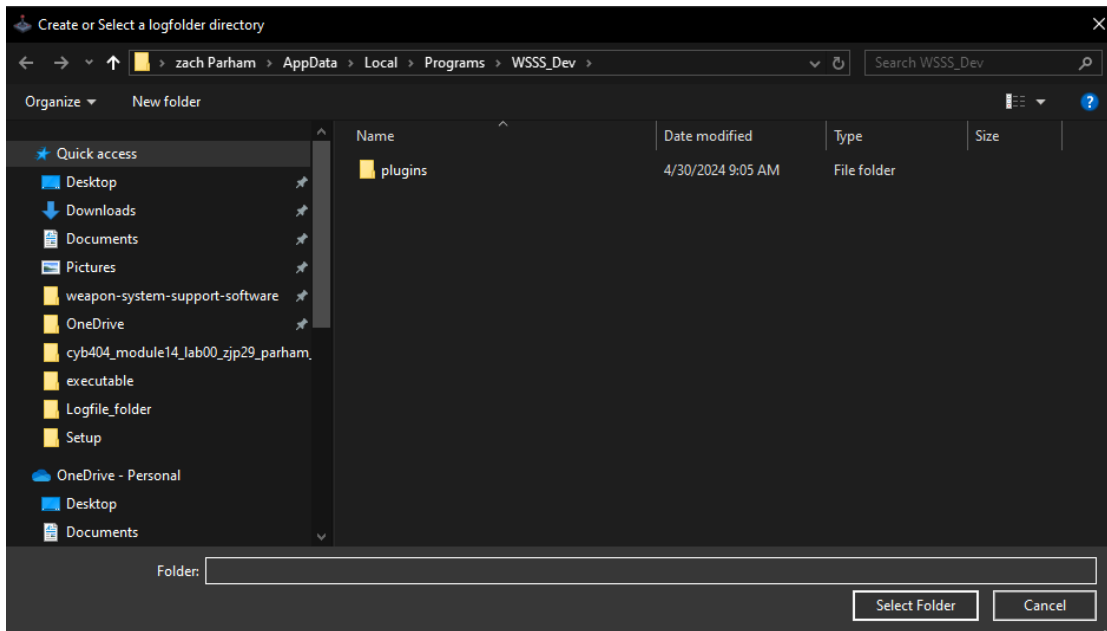 Create or Select a logfolder directory
zach Parham > AppData > Local > Programs > WSSS_Dev >
Search WSSS_Dev
Organize
New folder
?
Name
Date modified
Type
Size
Quick access
plugins
4/30/2024 9:05 AM
File folder
Desktop
Downloads
Documents
Pictures
weapon-system-support-software
OneDrive
cyb404_module14_lab00_zjp29_parham_
executable
Logfile_folder
Setup
OneDrive - Personal
Desktop
Documents
Folder:
Select Folder
Cancel